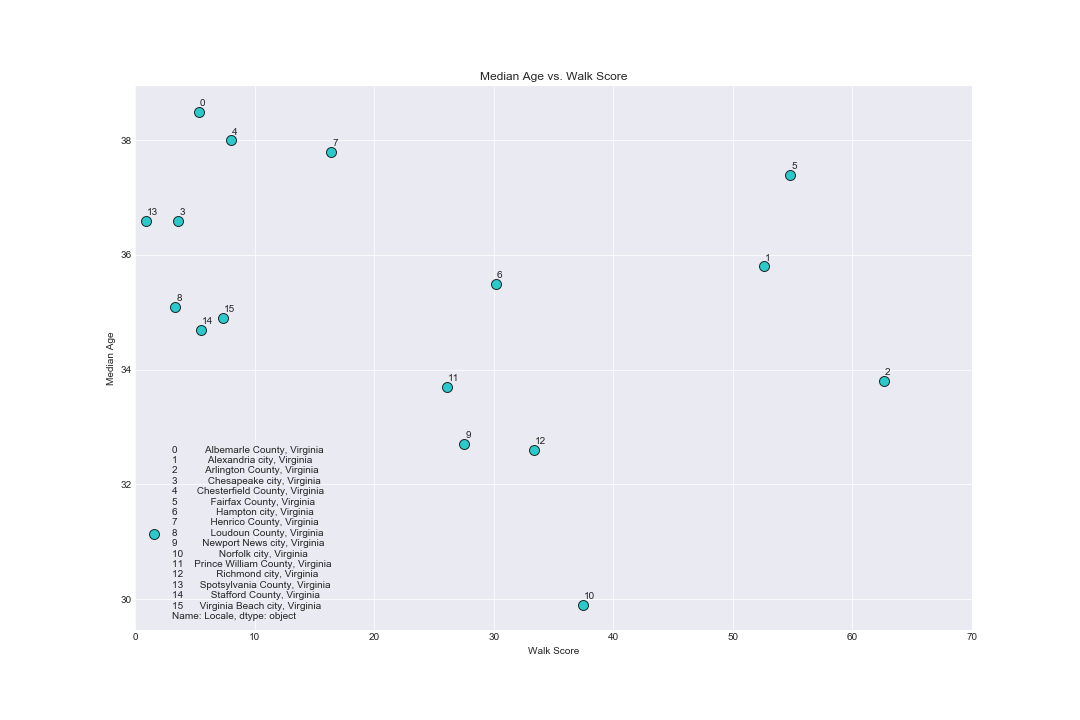 Median Age vs. Walk Score
0
4
7
5
13
3
1
6
8
15
14
11
2
9
12
10
38
36
34
32
30
Median Age
0 Albemarle County, Virginia
1 Alexandria city, Virginia
2 Arlington County, Virginia
3 Chesapeake city, Virginia
4 Chesterfield County, Virginia
5 Fairfax County, Virginia
6 Hampton city, Virginia
7 Henrico County, Virginia
8 Loudoun County, Virginia
9 Newport News city, Virginia
10 Norfolk city, Virginia
11 Prince William County, Virginia
12 Richmond city, Virginia
13 Spotsylvania County, Virginia
14 Stafford County, Virginia
15 Virginia Beach city, Virginia
Name: Locale, dtype: object
0 10 20 30 40 50 60 70
Walk Score